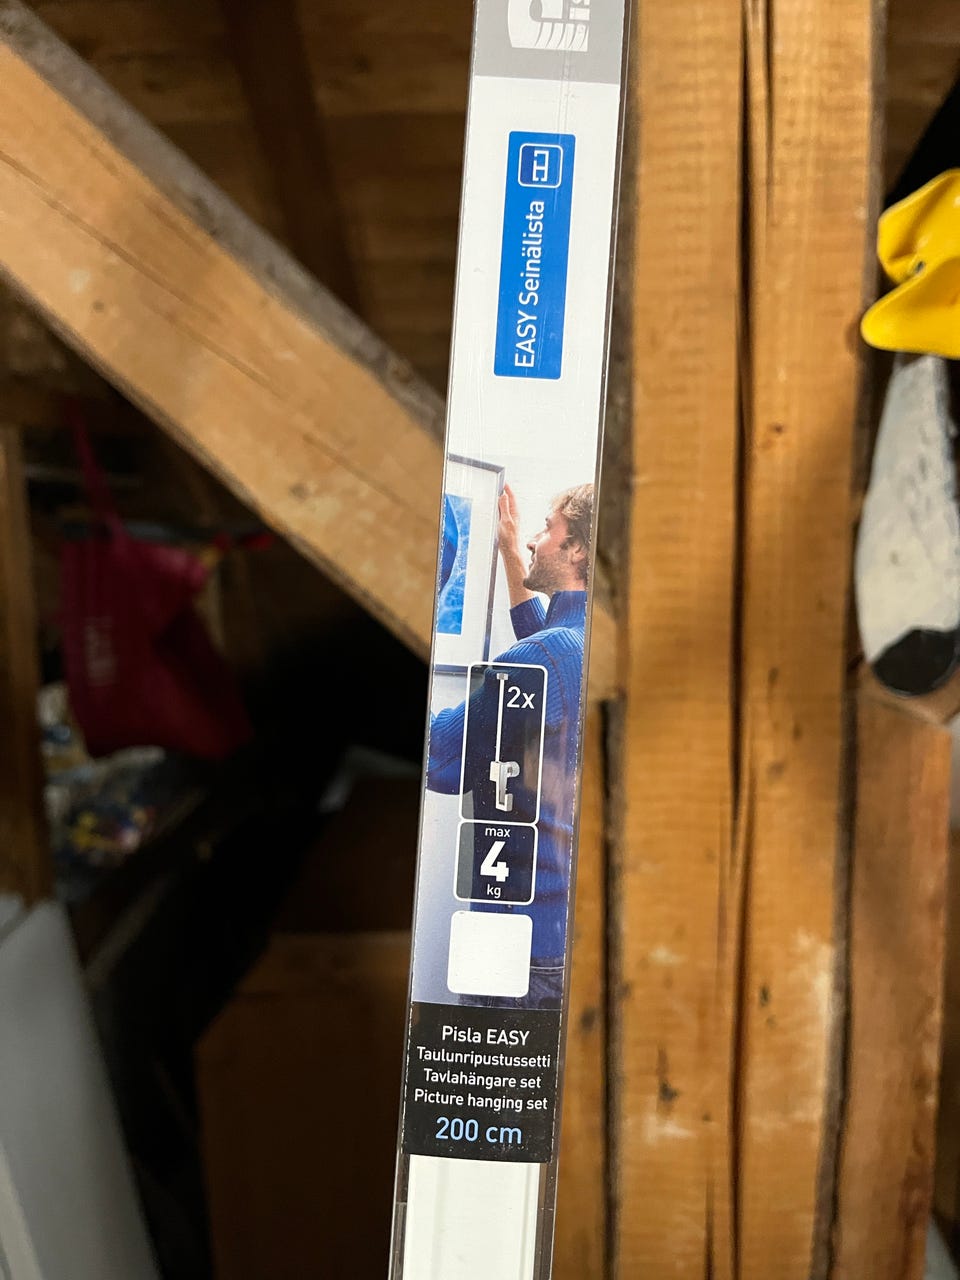 EASY Seinälista
2x
max
4
kg
Pisla EASY
Taulunripustussetti
Tavlahängare set
Picture hanging set
200 cm